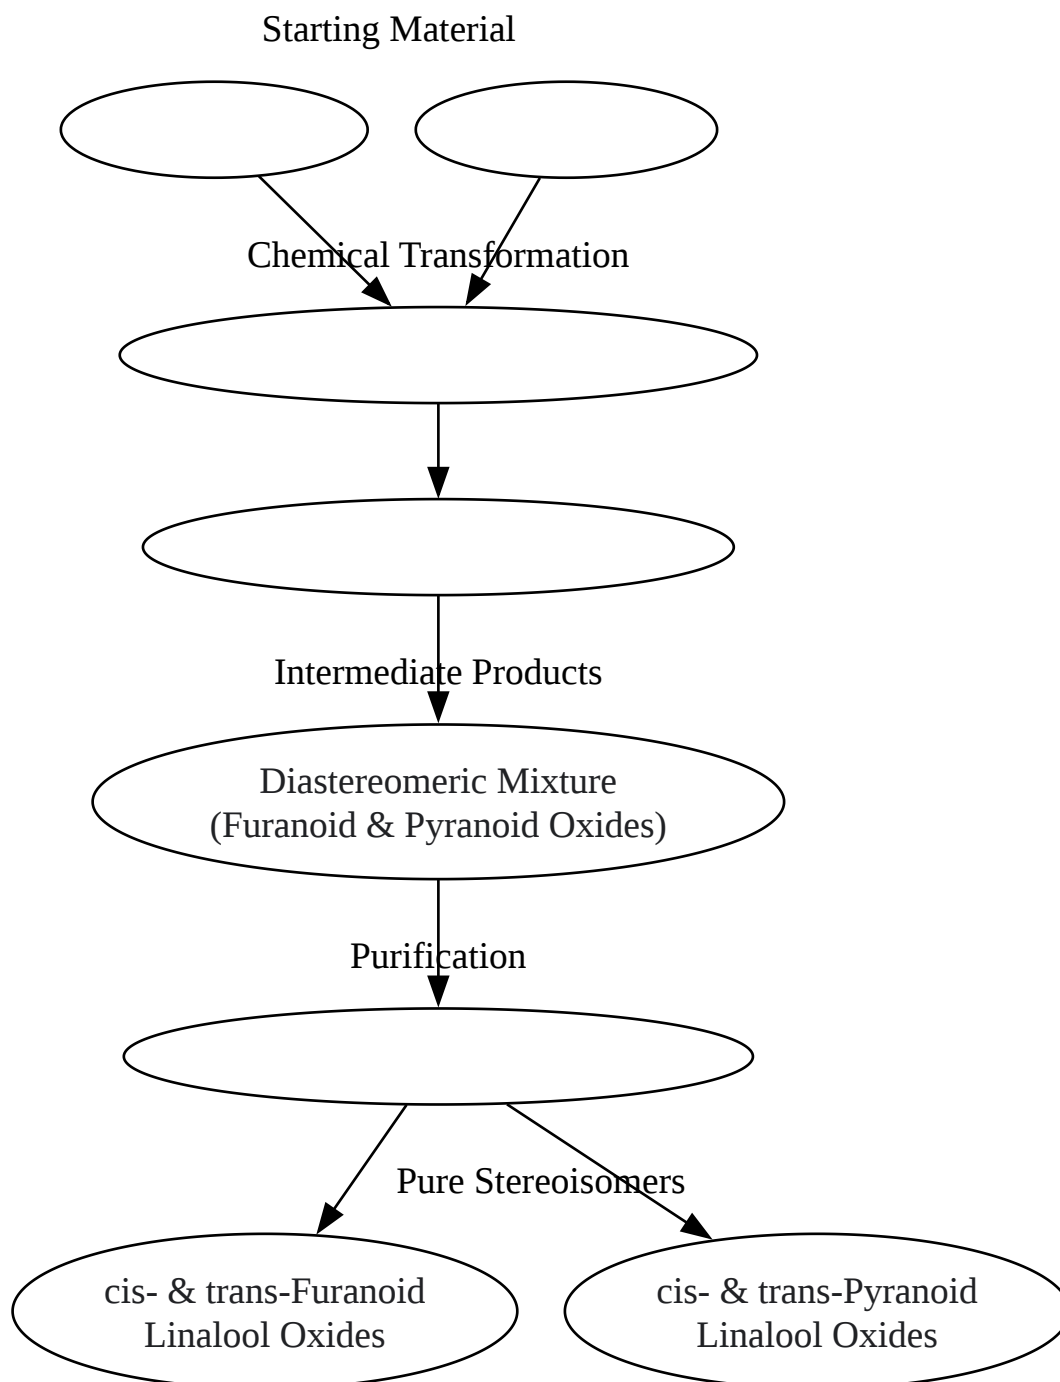 Starting Material
Chemical Transformation
Intermediate Products
Diastereomeric Mixture
(Furanoid & Pyranoid Oxides)
Purification
Pure Stereoisomers
cis- & trans-Furanoid
Linalool Oxides
cis- & trans-Pyranoid
Linalool Oxides